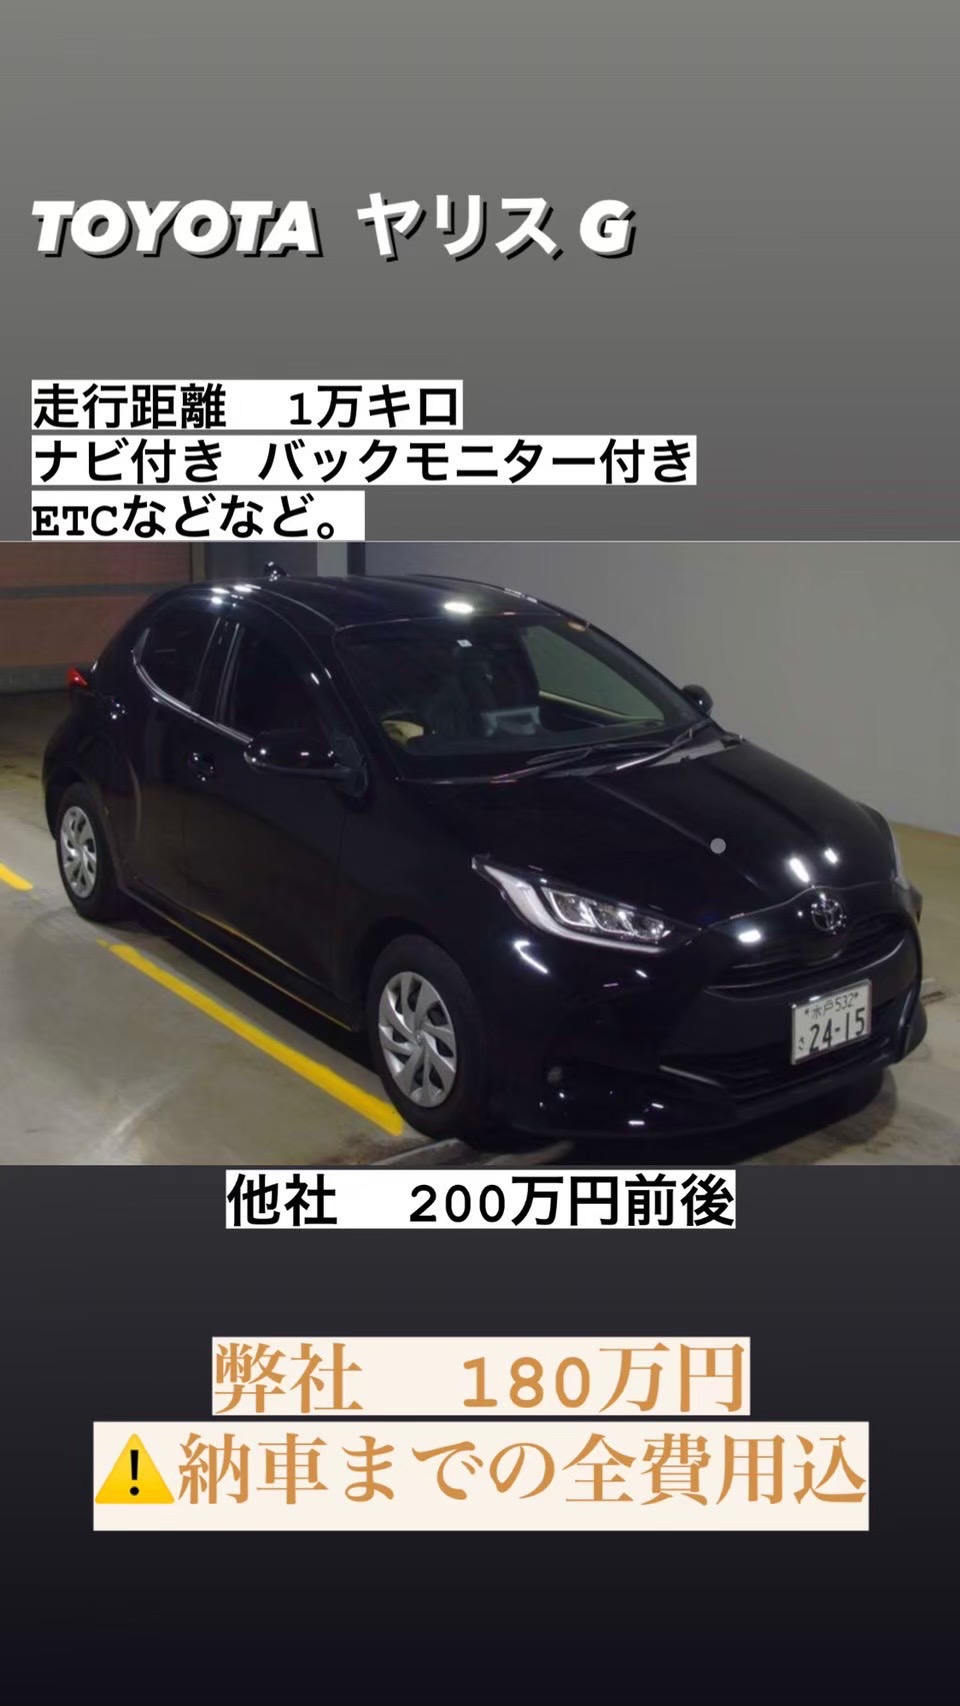 TOYOTA ヤリス G
走行距離　1万キロ
ナビ付き バックモニター付き
ETCなどなど。
水戸 532
さ 24-15
他社　200万円前後
弊社　180万円
⚠️納車までの全費用込